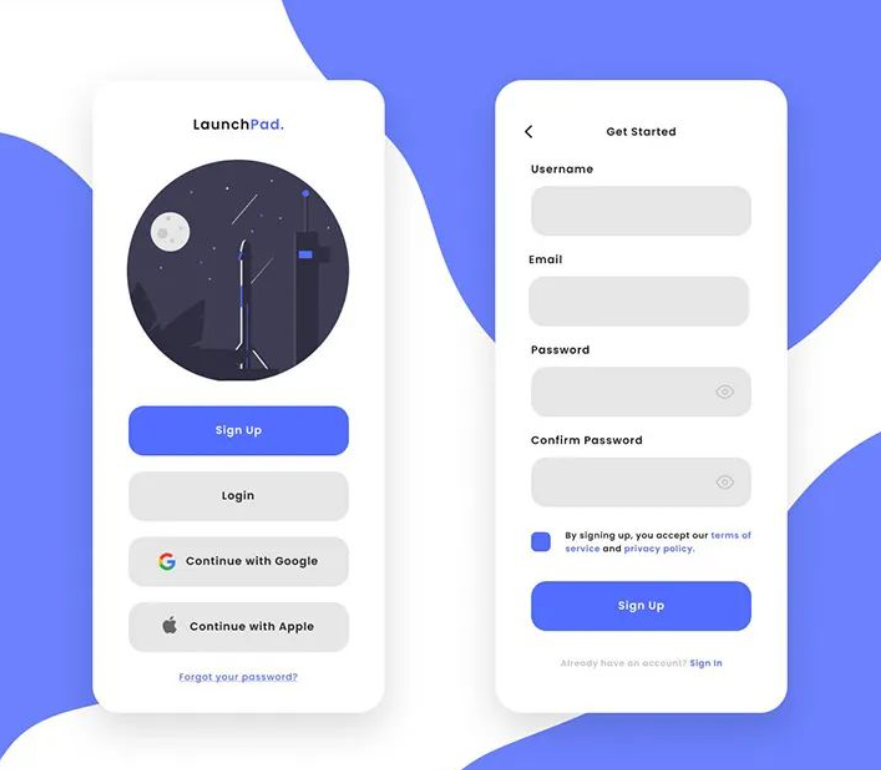 LaunchPad.
Sign Up
Login
Continue with Google
Continue with Apple
Forgot your password?
Get Started
Username
Email
Password
Confirm Password
By signing up, you accept our terms of
service and privacy policy.
Sign Up
Already have an account? Sign In